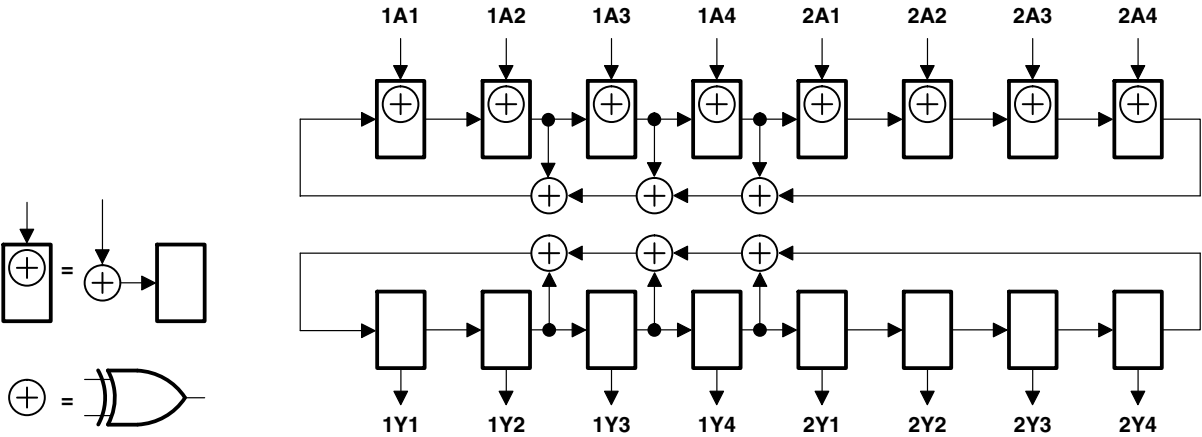 1A1 1A2 1A3 1A4 2A1 2A2 2A3 2A4
=
=
1Y1 1Y2 1Y3 1Y4 2Y1 2Y2 2Y3 2Y4